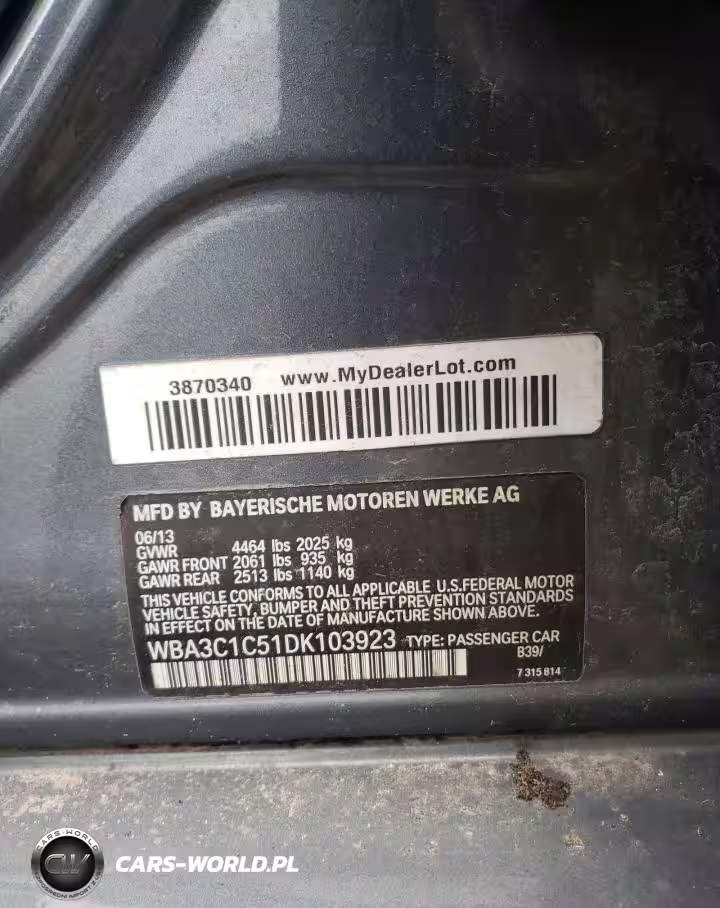 3870340 www.MyDealerLot.com
MFD BY BAYERISCHE MOTOREN WERKE AG
06/13
GVWR 4464 lbs 2025 kg
GAWR FRONT 2061 lbs 935 kg
GAWR REAR 2513 lbs 1140 kg
THIS VEHICLE CONFORMS TO ALL APPLICABLE U.S.FEDERAL MOTOR
VEHICLE SAFETY, BUMPER AND THEFT PREVENTION STANDARDS
IN EFFECT ON THE DATE OF MANUFACTURE SHOWN ABOVE.
WBA3C1C51DK103923 TYPE: PASSENGER CAR
B39/
7 315 814
CARS-WORLD
CW
CARS-WORLD.PL